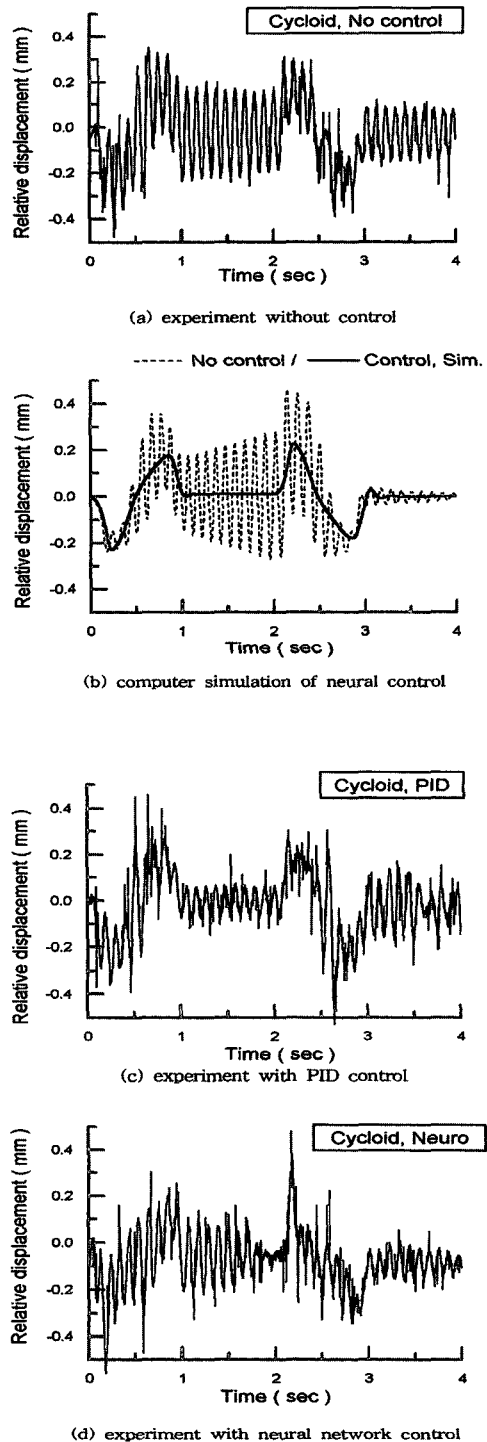 Cycloid, No control
Relative displacement ( mm )
0.4
0.2
0.0
-0.2
-0.4
0 1 2 3 4
Time ( sec )
(a) experiment without control
No control / Control, Sim.
Relative displacement ( mm )
0.4
0.2
0.0
-0.2
-0.4
0 1 2 3 4
Time ( sec )
(b) computer simulation of neural control
Cycloid, PID
Relative displacement ( mm )
0.4
0.2
0.0
-0.2
-0.4
0 1 2 3 4
Time ( sec )
(c) experiment with PID control
Cycloid, Neuro
Relative displacement ( mm )
0.4
0.2
0.0
-0.2
-0.4
0 1 2 3 4
Time ( sec )
(d) experiment with neural network control